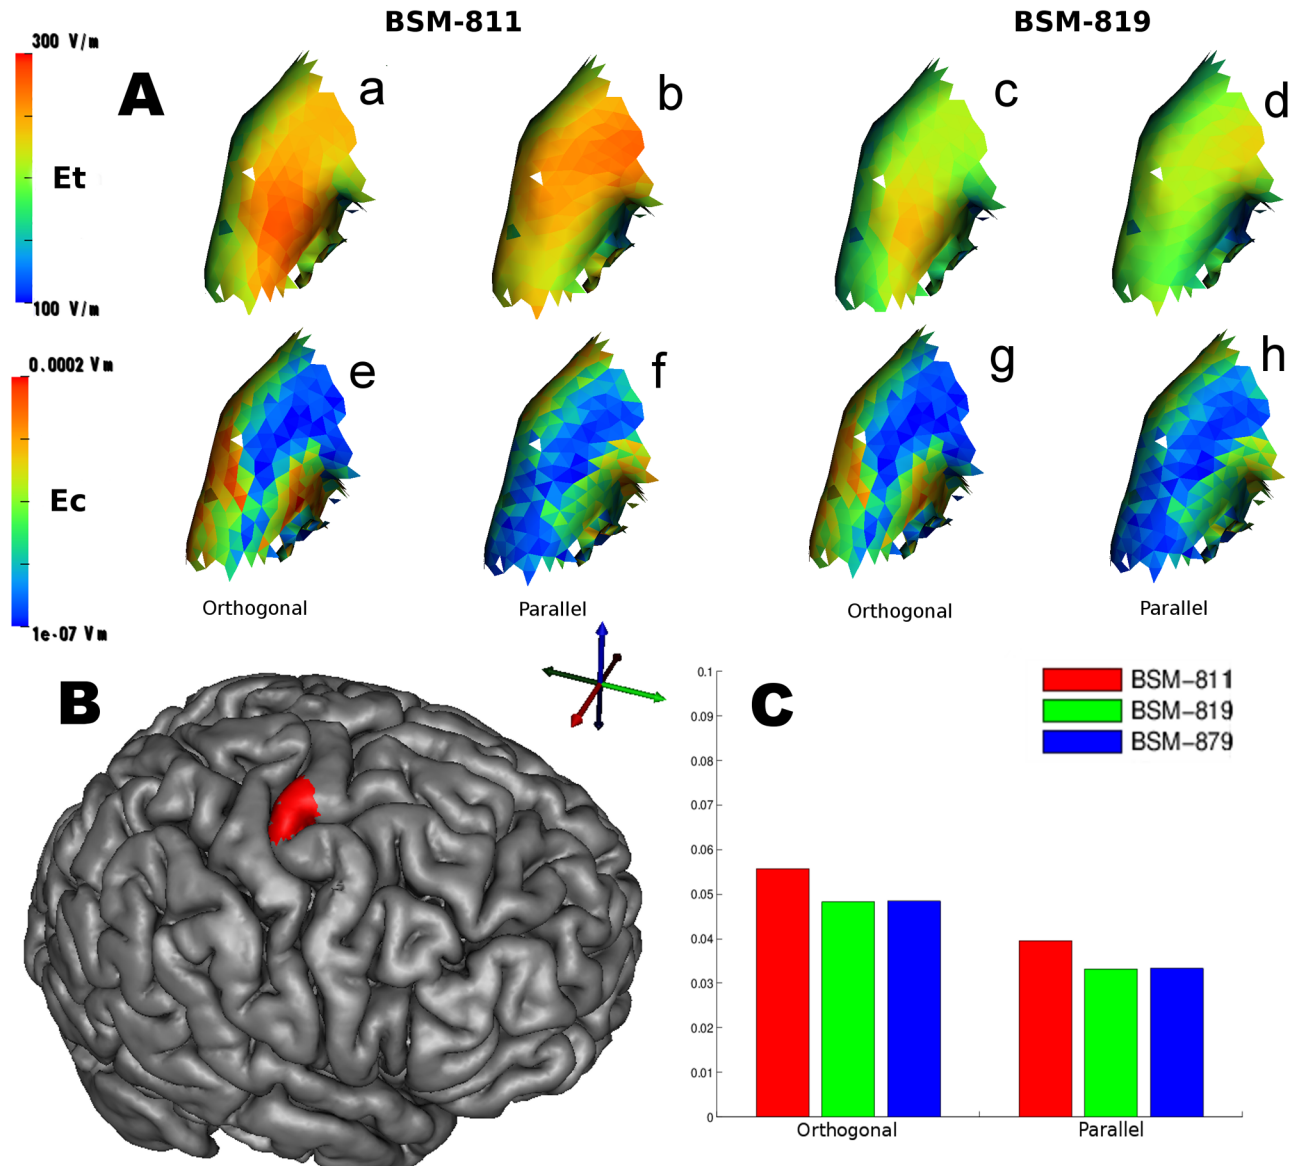 BSM-811
BSM-819
300 V/m
A
a
b
c
d
Et
100 V/m
0.0002 Vm
e
f
g
h
Ec
1e-07 Vm
Orthogonal
Parallel
Orthogonal
Parallel
B
C
BSM-811
BSM-819
BSM-879
0.1
0.09
0.08
0.07
0.06
0.05
0.04
0.03
0.02
0.01
0
Orthogonal
Parallel